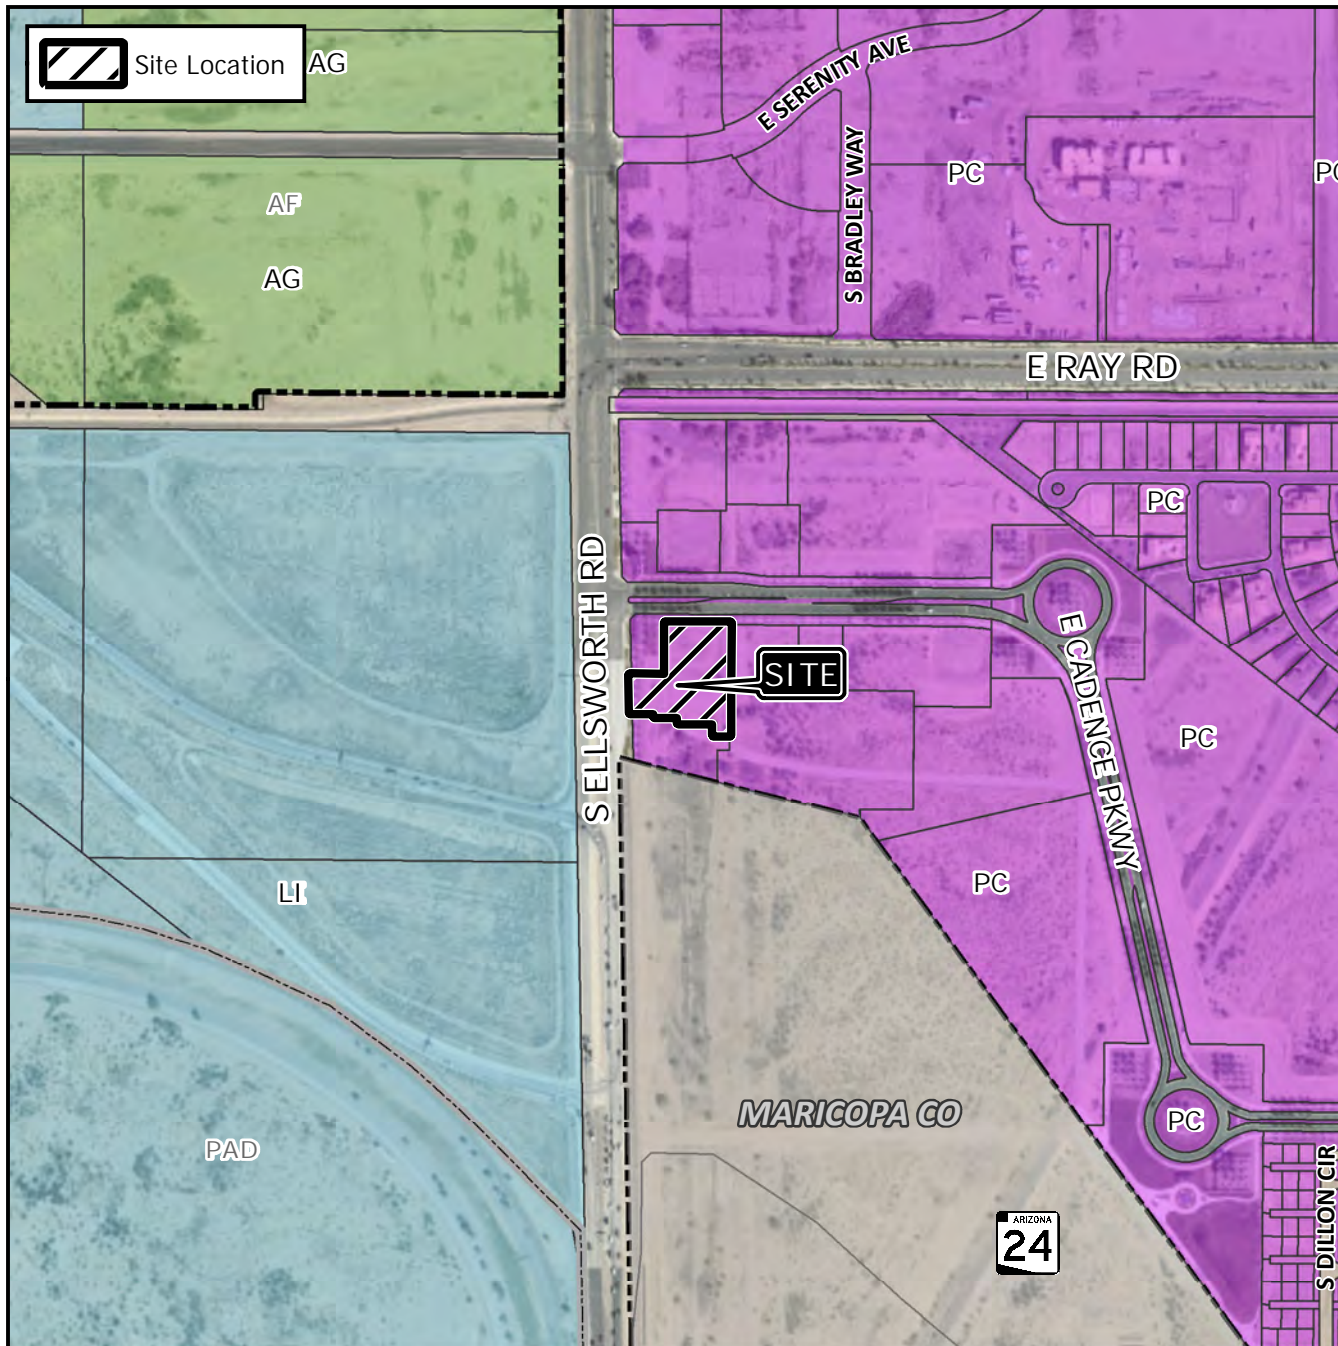 Site Location
AG
E SERENITY AVE
S BRADLEY WAY
PC
PC
AF
AG
E RAY RD
PC
S ELLSWORTH RD
SITE
E CADENCE PKWY
PC
PC
LI
MARICOPA CO
PC
PAD
S DILLON CIR
ARIZONA
24